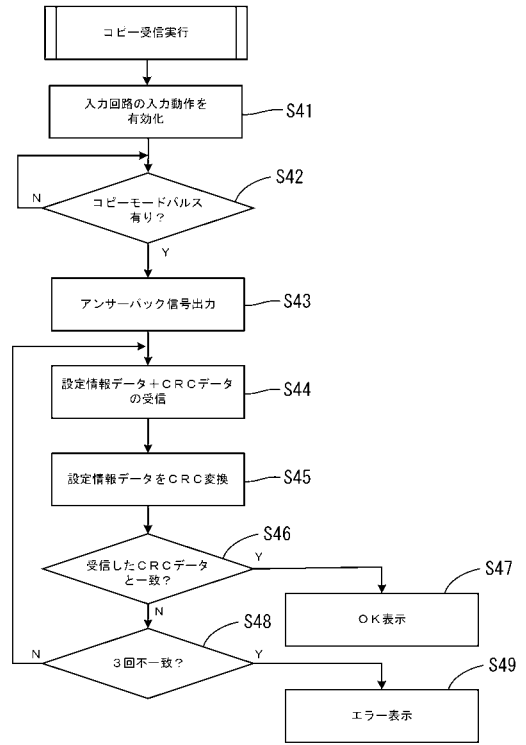 コピー受信実行
入力回路の入力動作を
有効化
S41
コピーモードパルス
有り？
S42
N
Y
アンサーバック信号出力
S43
設定情報データ＋ＣＲＣデータ
の受信
S44
設定情報データをＣＲＣ変換
S45
受信したＣＲＣデータ
と一致？
S46
Y
N
ＯＫ表示
S47
３回不一致？
S48
N
Y
エラー表示
S49